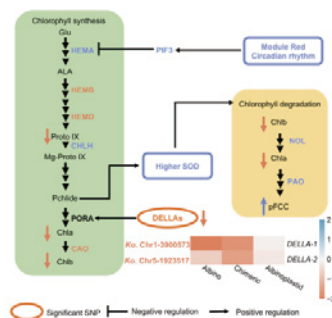 Chlorophyll synthesis
Glu
HEMA
PIF3
Module Red
Circadian rhythm
ALA
HEMB
HEMD
Proto IX
CHLH
Mg-Proto IX
Pchlide
Higher SOD
PORA
DELLAs
Chla
CAO
Chlb
Chlorophyll degradation
Chlb
NOL
Chla
PAO
pFCC
Ko. Chr1-3900573
DELLA-1
Ko. Chr5-1923517
DELLA-2
Albino
Chimeric
Albinoplastid
2
1
0
-1
-2
Significant SNP
Negative regulation
Positive regulation